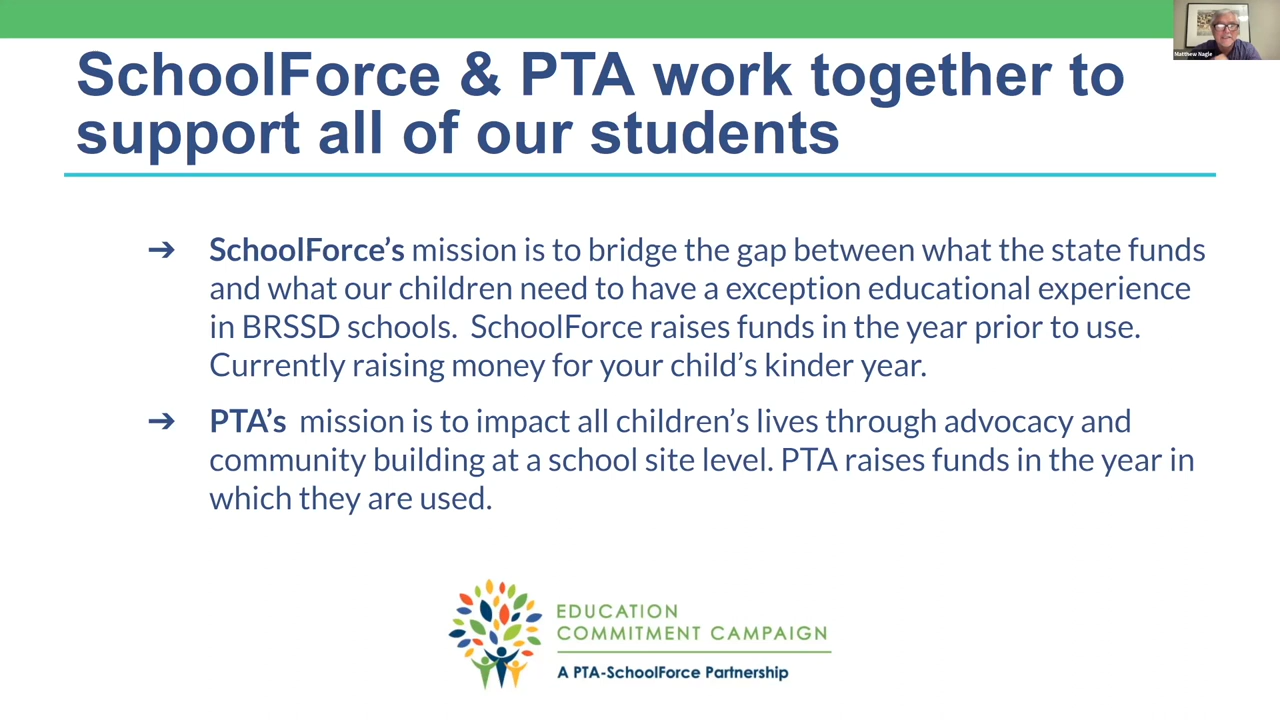 Matthew Nagle
SchoolForce & PTA work together to
support all of our students
➔ SchoolForce’s mission is to bridge the gap between what the state funds
and what our children need to have a exception educational experience
in BRSSD schools.  SchoolForce raises funds in the year prior to use.
Currently raising money for your child’s kinder year.
➔ PTA’s  mission is to impact all children’s lives through advocacy and
community building at a school site level. PTA raises funds in the year in
which they are used.
EDUCATION
COMMITMENT CAMPAIGN
A PTA-SchoolForce Partnership